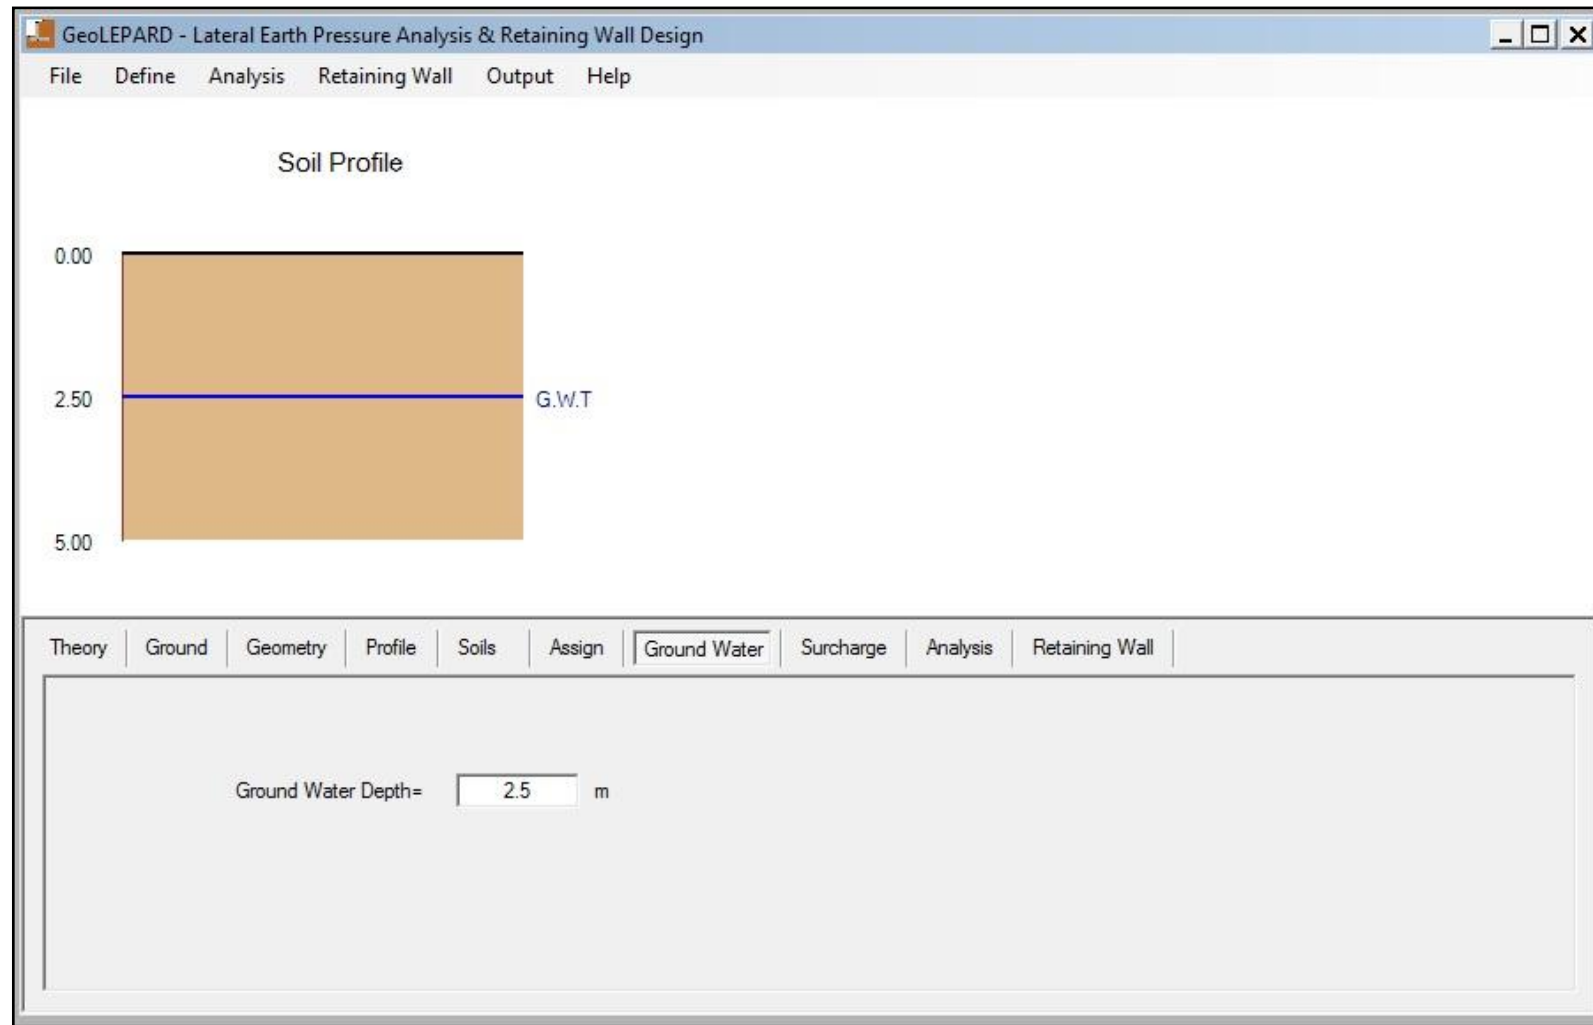 GeoLEPARD - Lateral Earth Pressure Analysis & Retaining Wall Design
File Define Analysis Retaining Wall Output Help
Soil Profile
0.00
2.50 G.W.T
5.00
Theory Ground Geometry Profile Soils Assign Ground Water Surcharge Analysis Retaining Wall
Ground Water Depth= 2.5 m